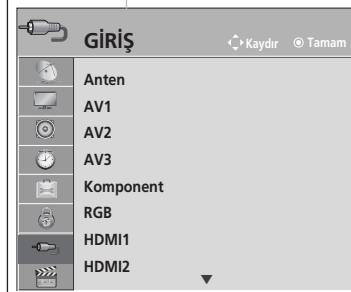 GİRİŞ
Kaydır Tamam
Anten
AV1
AV2
AV3
Komponent
RGB
HDMI1
HDMI2